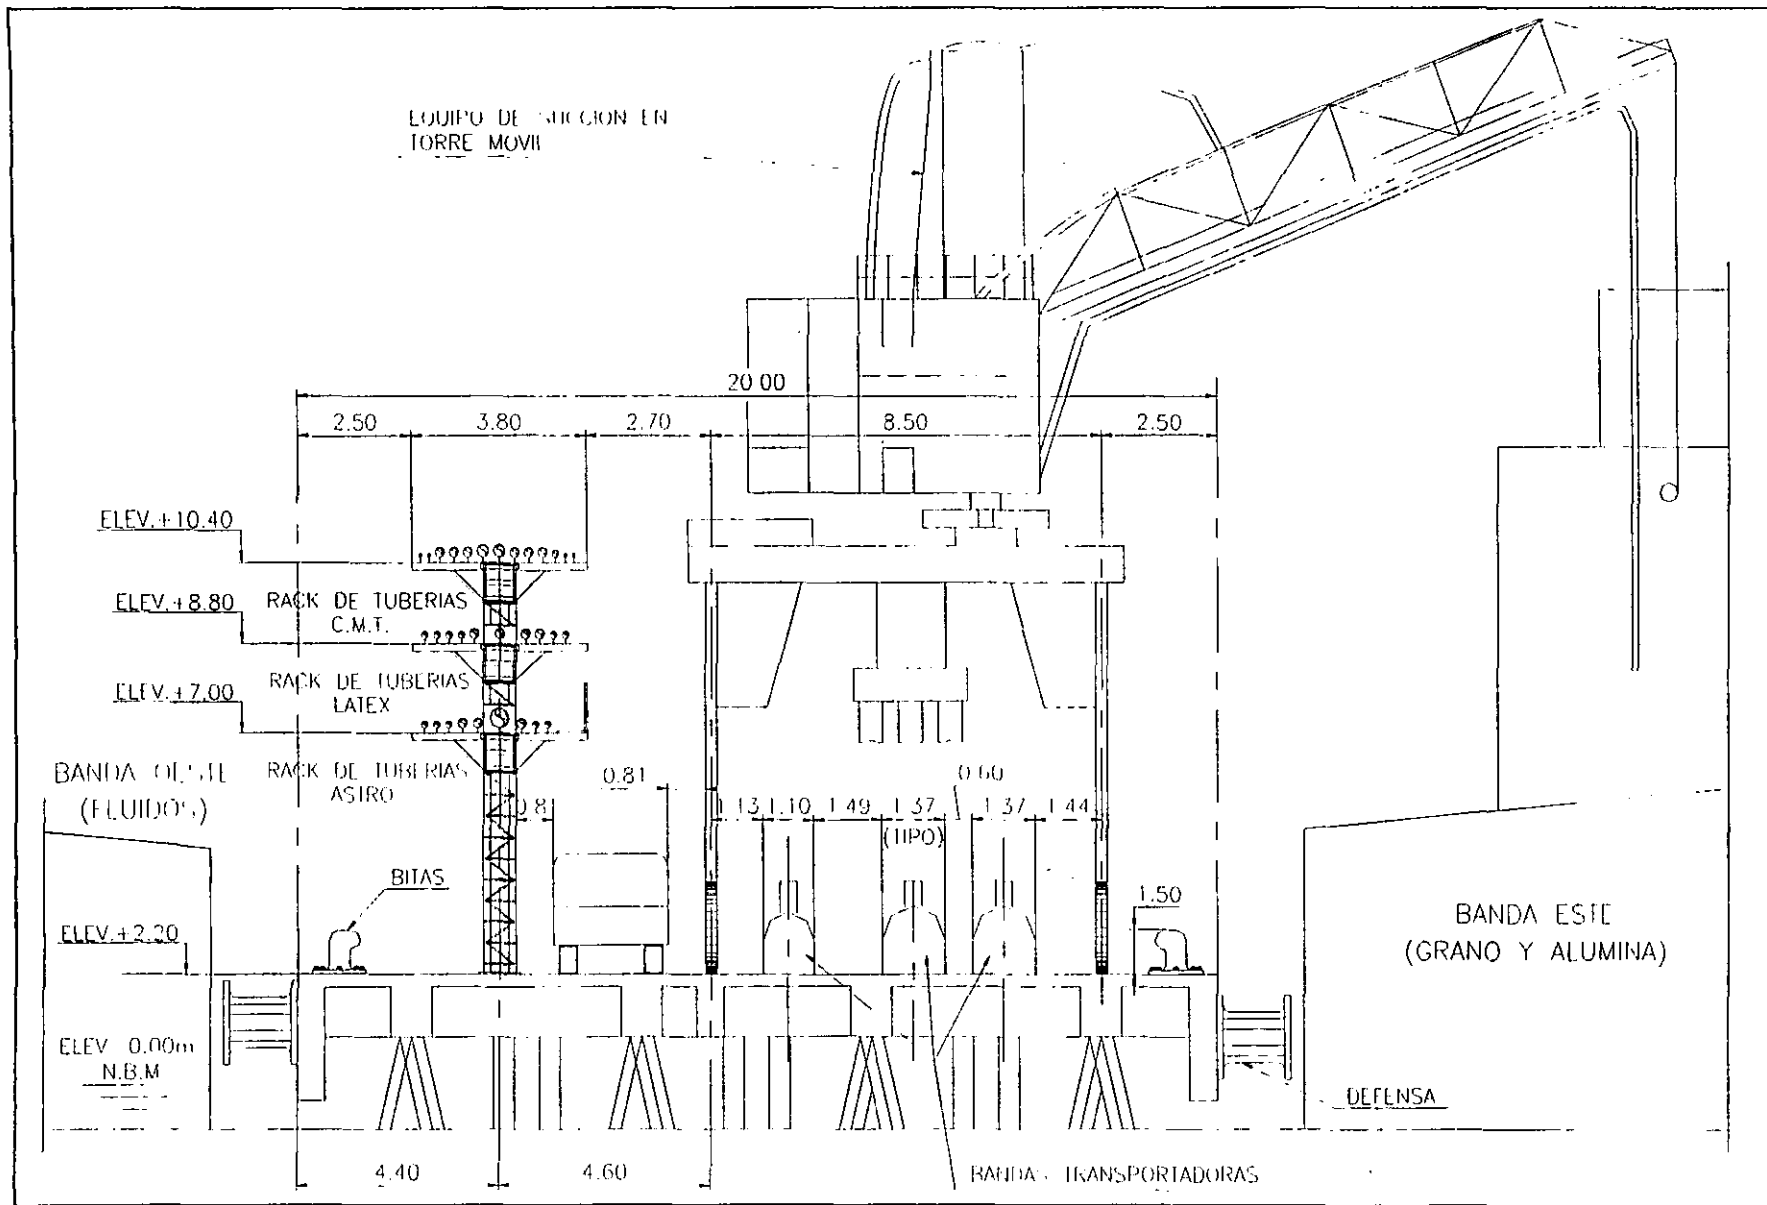 EQUIPO DE SUCCION EN
TORRE MOVIL
20.00
2.50 3.80 2.70 8.50 2.50
ELEV.+10.40
ELEV.+8.80
RACK DE TUBERIAS
C.M.T.
ELEV.+7.00
RACK DE TUBERIAS
LATEX
BANDA OESTE
(FLUIDOS)
RACK DE TUBERIAS
ASTRO
0.81
0.60
0.8
1.13 1.10 1.49 1.37 1.37 1.44
(TIPO)
BITAS
1.50
ELEV.+2.20
BANDA ESTE
(GRANO Y ALUMINA)
ELEV 0.00m
N.B.M
DEFENSA
4.40 4.60
BANDAS TRANSPORTADORAS